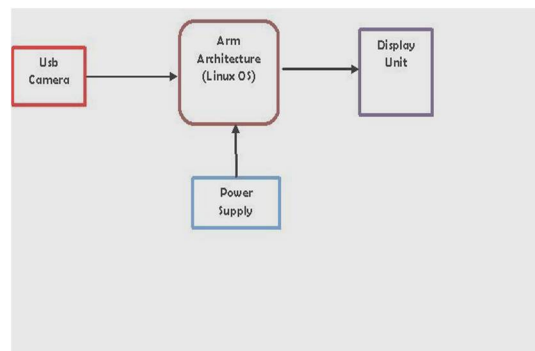 Usb
Camera
Arm
Architecture
(Linux OS)
Display
Unit
Power
Supply